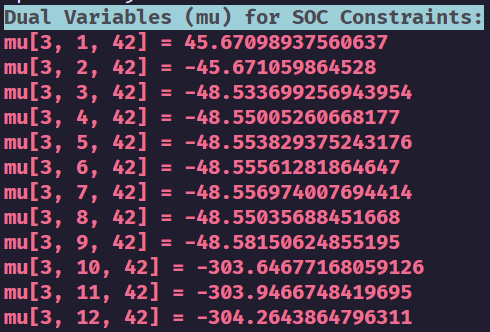 Dual Variables (mu) for SOC Constraints:
mu[3, 1, 42] = 45.67098937560637
mu[3, 2, 42] = -45.671059864528
mu[3, 3, 42] = -48.533699256943954
mu[3, 4, 42] = -48.55005260668177
mu[3, 5, 42] = -48.553829375243176
mu[3, 6, 42] = -48.55561281864647
mu[3, 7, 42] = -48.556974007694414
mu[3, 8, 42] = -48.55035688451668
mu[3, 9, 42] = -48.58150624855195
mu[3, 10, 42] = -303.64677168059126
mu[3, 11, 42] = -303.9466748419695
mu[3, 12, 42] = -304.2643864796311